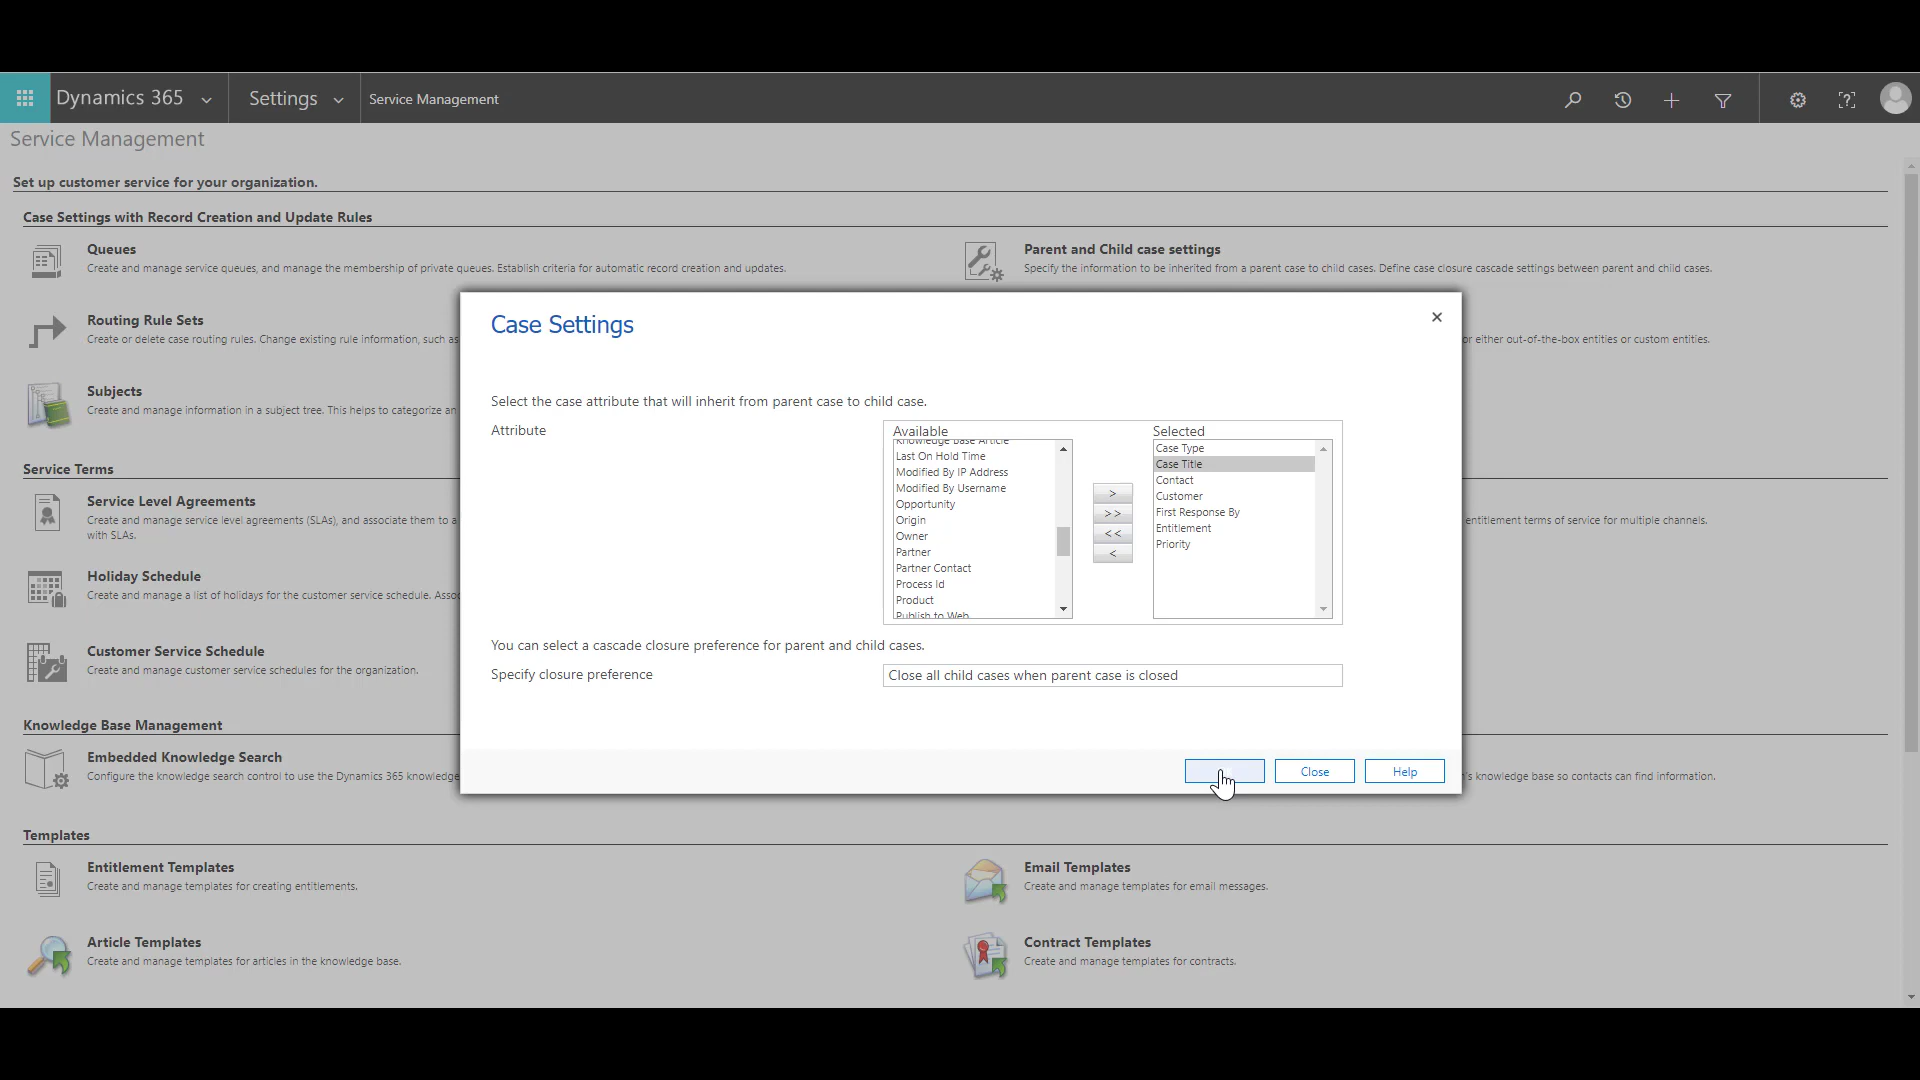 Dynamics 365
Settings
Service Management
Service Management
Set up customer service for your organization.
Case Settings with Record Creation and Update Rules
Queues
Create and manage service queues, and manage the membership of private queues. Establish criteria for automatic record creation and updates.
Parent and Child case settings
Specify the information to be inherited from a parent case to child cases. Define case closure cascade settings between parent and child cases.
Routing Rule Sets
Create or delete case routing rules. Change existing rule information, such as
or either out-of-the-box entities or custom entities.
Subjects
Create and manage information in a subject tree. This helps to categorize an
Service Terms
Service Level Agreements
Create and manage service level agreements (SLAs), and associate them to a
with SLAs.
entitlement terms of service for multiple channels.
Holiday Schedule
Create and manage a list of holidays for the customer service schedule. Asso
Customer Service Schedule
Create and manage customer service schedules for the organization.
Knowledge Base Management
Embedded Knowledge Search
Configure the knowledge search control to use the Dynamics 365 knowledge
's knowledge base so contacts can find information.
Templates
Entitlement Templates
Create and manage templates for creating entitlements.
Email Templates
Create and manage templates for email messages.
Article Templates
Create and manage templates for articles in the knowledge base.
Contract Templates
Create and manage templates for contracts.
Case Settings
Select the case attribute that will inherit from parent case to child case.
Attribute
Available
Knowledge Base Article
Last On Hold Time
Modified By IP Address
Modified By Username
Opportunity
Origin
Owner
Partner
Partner Contact
Process Id
Product
Publish to Web
>
>>
<<
<
Selected
Case Type
Case Title
Contact
Customer
First Response By
Entitlement
Priority
You can select a cascade closure preference for parent and child cases.
Specify closure preference
Close all child cases when parent case is closed
Close
Help